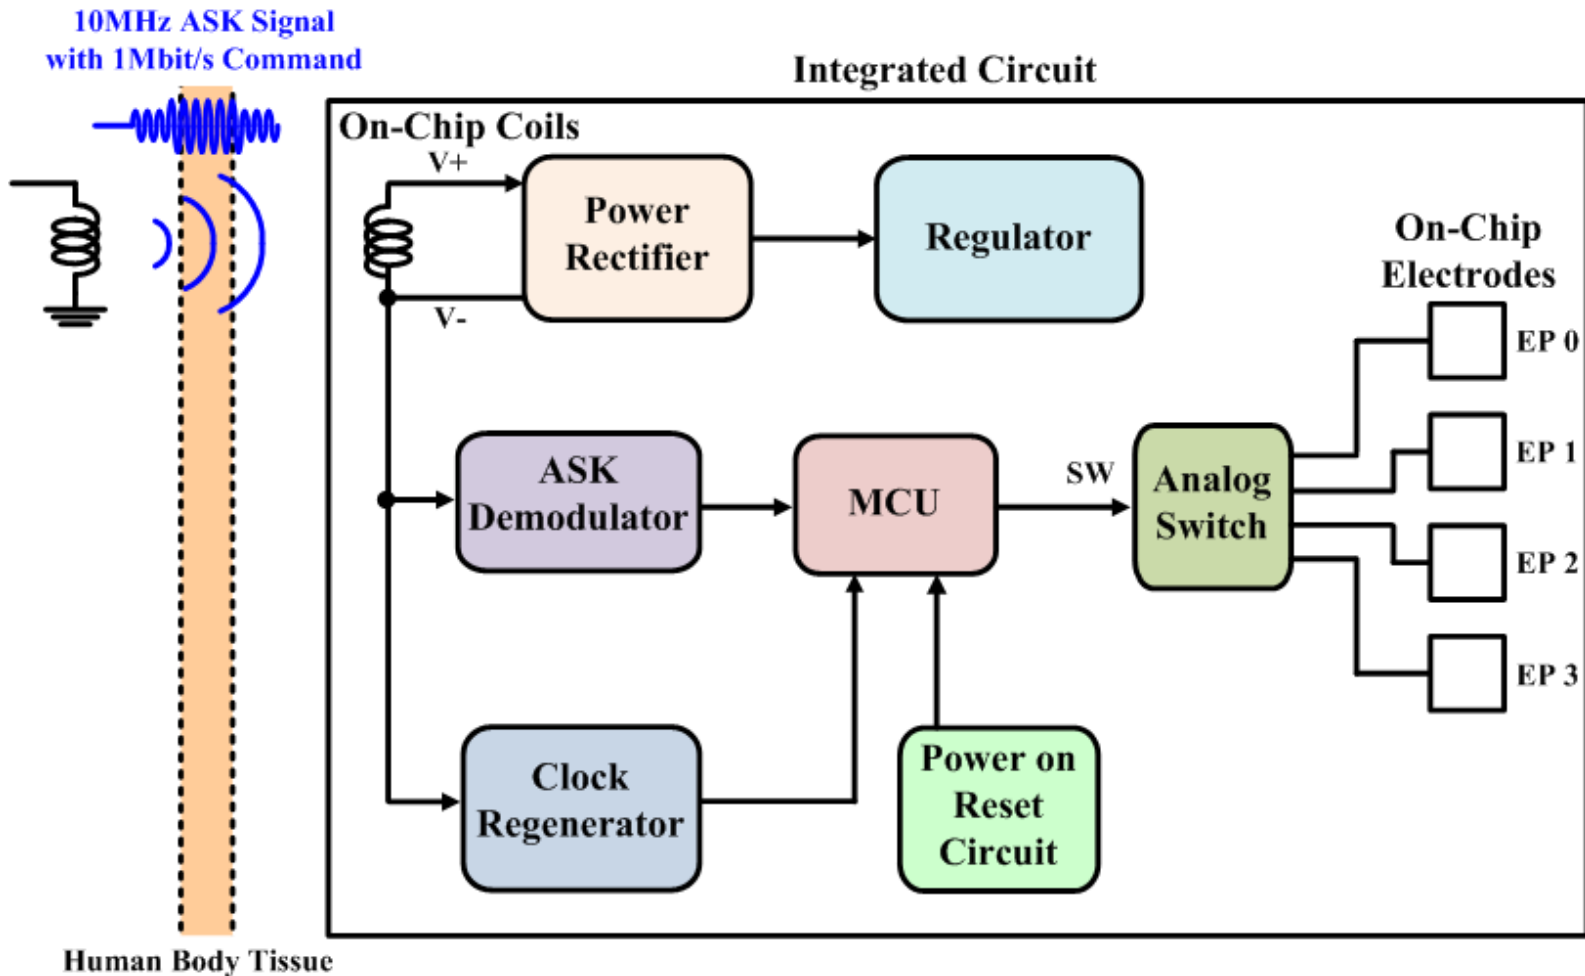 10MHz ASK Signal
with 1Mbit/s Command
Integrated Circuit
On-Chip Coils
V+
Power
Rectifier
Regulator
V-
On-Chip
Electrodes
EP 0
EP 1
EP 2
EP 3
ASK
Demodulator
MCU
SW
Analog
Switch
Clock
Regenerator
Power on
Reset
Circuit
Human Body Tissue